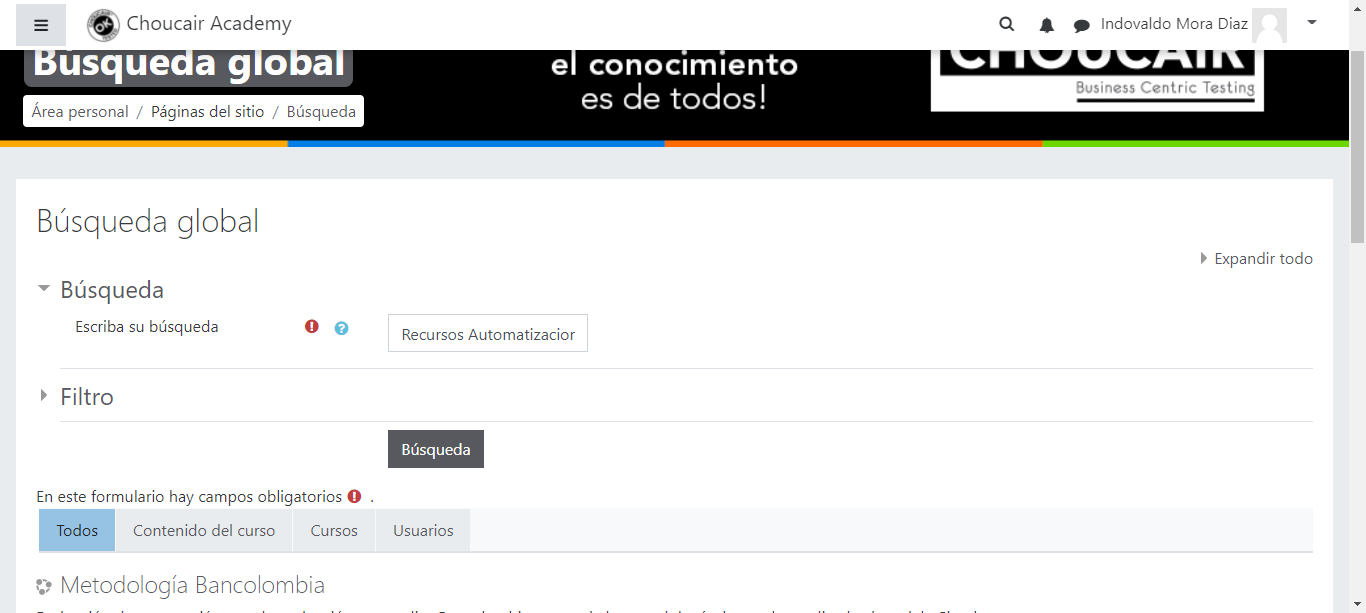 Choucair Academy
Indovaldo Mora Diaz
Búsqueda global
el conocimiento
es de todos!
CHOUCAIR
Business Centric Testing
Área personal / Páginas del sitio / Búsqueda
Búsqueda global
Expandir todo
Búsqueda
Escriba su búsqueda
Recursos Automatizacior
Filtro
Búsqueda
En este formulario hay campos obligatorios .
Todos Contenido del curso Cursos Usuarios
Metodología Bancolombia